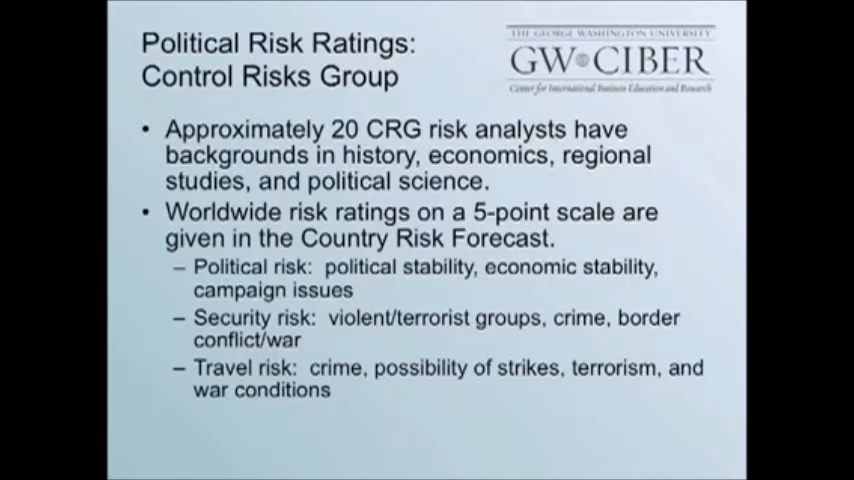 Political Risk Ratings:
Control Risks Group
THE GEORGE WASHINGTON UNIVERSITY
GW CIBER
Center for International Business Education and Research
• Approximately 20 CRG risk analysts have
backgrounds in history, economics, regional
studies, and political science.
• Worldwide risk ratings on a 5-point scale are
given in the Country Risk Forecast.
– Political risk: political stability, economic stability,
campaign issues
– Security risk: violent/terrorist groups, crime, border
conflict/war
– Travel risk: crime, possibility of strikes, terrorism, and
war conditions